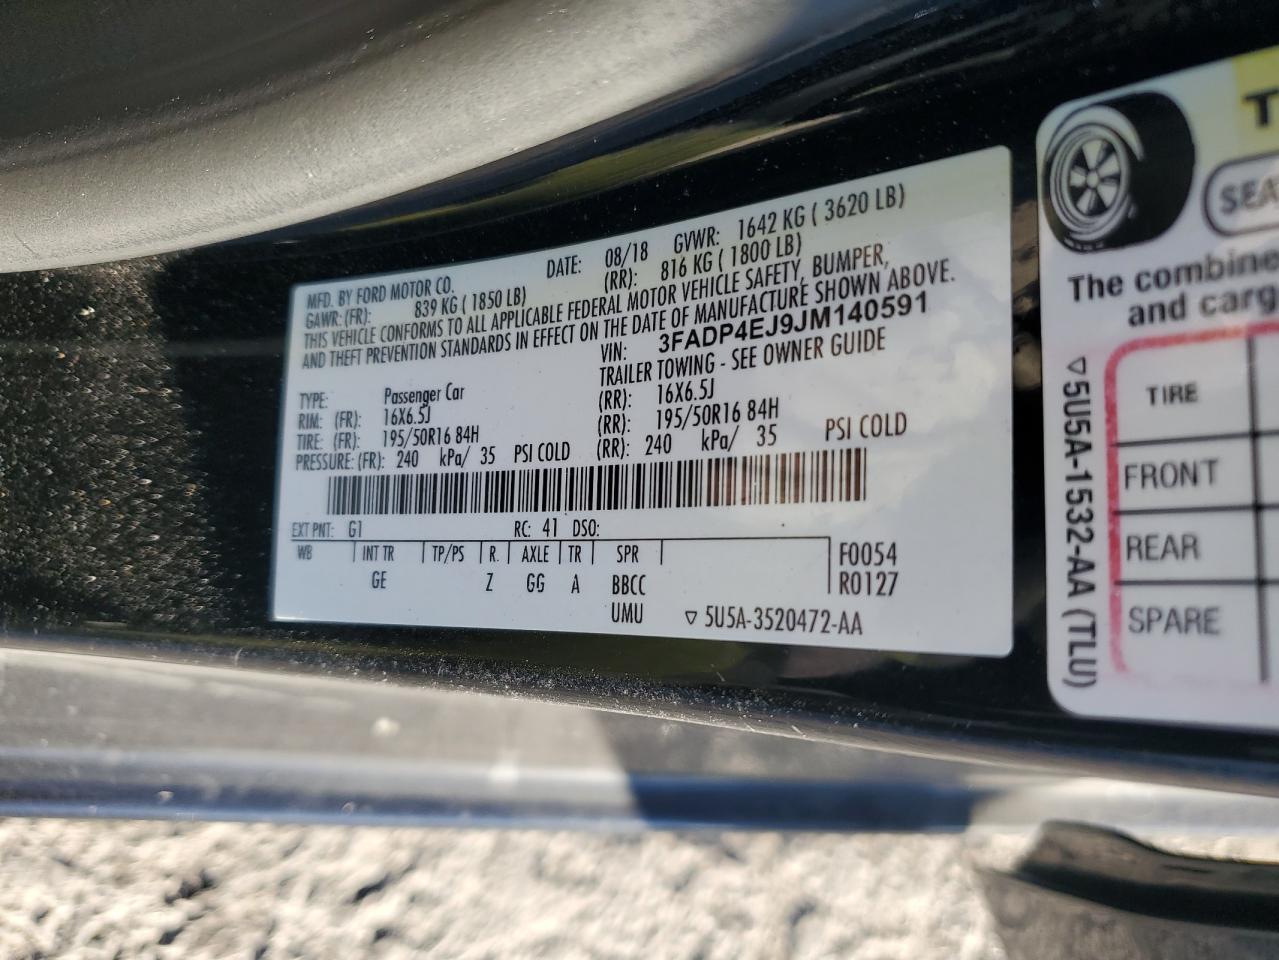 MFD. BY FORD MOTOR CO. DATE: 08/18 GVWR: 1642 KG ( 3620 LB)
GAWR: (FR): 839 KG ( 1850 LB) (RR): 816 KG ( 1800 LB)
THIS VEHICLE CONFORMS TO ALL APPLICABLE FEDERAL MOTOR VEHICLE SAFETY, BUMPER,
AND THEFT PREVENTION STANDARDS IN EFFECT ON THE DATE OF MANUFACTURE SHOWN ABOVE.
VIN: 3FADP4EJ9JM140591
TRAILER TOWING - SEE OWNER GUIDE
TYPE: Passenger Car
RIM: (FR): 16X6.5J (RR): 16X6.5J
TIRE: (FR): 195/50R16 84H (RR): 195/50R16 84H
PRESSURE: (FR): 240 kPa/ 35 PSI COLD (RR): 240 kPa/ 35 PSI COLD
EXT PNT: G1 RC: 41 DSO:
WB INT TR TP/PS R. AXLE TR SPR F0054
GE Z GG A BBCC R0127
UMU ▽ 5U5A-3520472-AA
T
SEA
The combine
and carg
TIRE
FRONT
REAR
SPARE
▽5U5A-1532-AA (TLU)